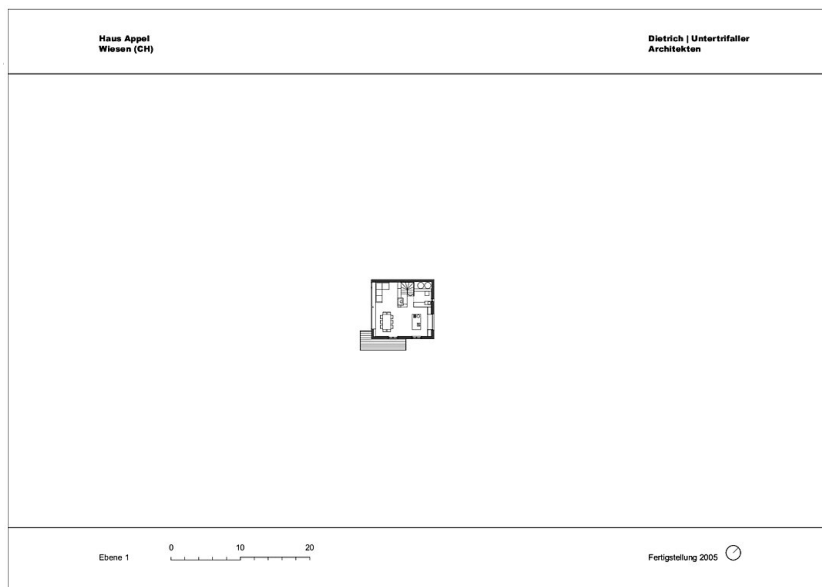 Haus Appel
Wiesen (CH)
Dietrich | Untertrifaller
Architekten
Ebene 1
0 10 20
Fertigstellung 2005